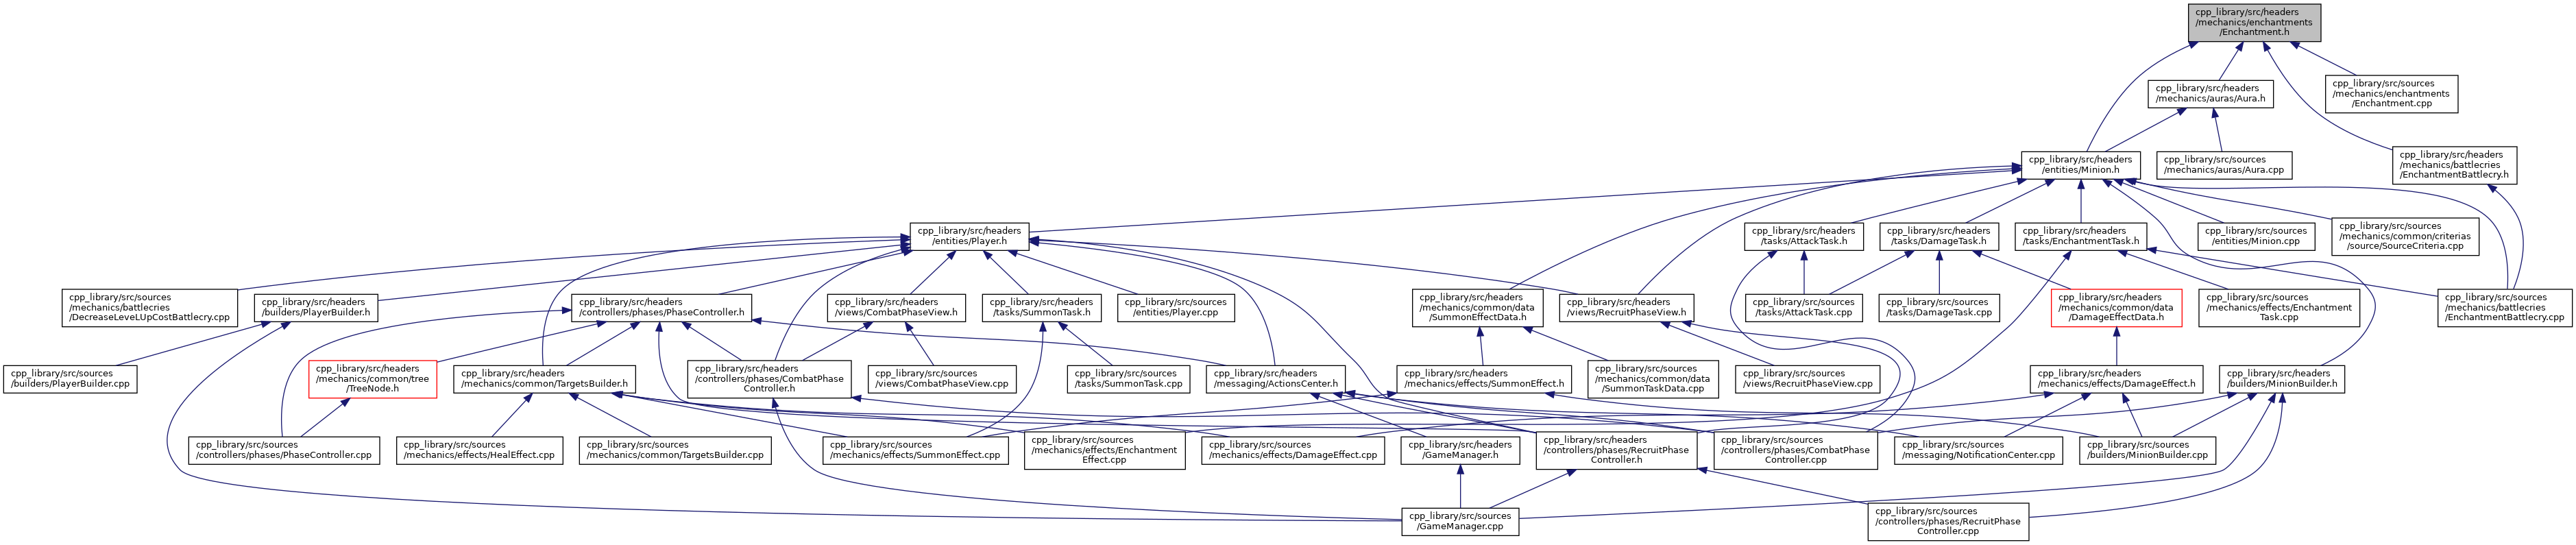 cpp_library/src/headers
/mechanics/enchantments
/Enchantment.h
cpp_library/src/headers
/mechanics/auras/Aura.h
cpp_library/src/sources
/mechanics/enchantments
/Enchantment.cpp
cpp_library/src/headers
/entities/Minion.h
cpp_library/src/sources
/mechanics/auras/Aura.cpp
cpp_library/src/headers
/mechanics/battlecries
/EnchantmentBattlecry.h
cpp_library/src/headers
/entities/Player.h
cpp_library/src/headers
/tasks/AttackTask.h
cpp_library/src/headers
/tasks/DamageTask.h
cpp_library/src/headers
/tasks/EnchantmentTask.h
cpp_library/src/sources
/entities/Minion.cpp
cpp_library/src/sources
/mechanics/common/criterias
/source/SourceCriteria.cpp
cpp_library/src/sources
/mechanics/battlecries
/DecreaseLeveLUpCostBattlecry.cpp
cpp_library/src/headers
/builders/PlayerBuilder.h
cpp_library/src/headers
/controllers/phases/PhaseController.h
cpp_library/src/headers
/views/CombatPhaseView.h
cpp_library/src/headers
/tasks/SummonTask.h
cpp_library/src/sources
/entities/Player.cpp
cpp_library/src/headers
/mechanics/common/data
/SummonEffectData.h
cpp_library/src/headers
/views/RecruitPhaseView.h
cpp_library/src/sources
/tasks/AttackTask.cpp
cpp_library/src/sources
/tasks/DamageTask.cpp
cpp_library/src/headers
/mechanics/common/data
/DamageEffectData.h
cpp_library/src/sources
/mechanics/effects/Enchantment
Task.cpp
cpp_library/src/sources
/mechanics/battlecries
/EnchantmentBattlecry.cpp
cpp_library/src/sources
/builders/PlayerBuilder.cpp
cpp_library/src/headers
/mechanics/common/tree
/TreeNode.h
cpp_library/src/headers
/mechanics/common/TargetsBuilder.h
cpp_library/src/headers
/controllers/phases/CombatPhase
Controller.h
cpp_library/src/sources
/views/CombatPhaseView.cpp
cpp_library/src/sources
/tasks/SummonTask.cpp
cpp_library/src/headers
/messaging/ActionsCenter.h
cpp_library/src/headers
/mechanics/effects/SummonEffect.h
cpp_library/src/sources
/mechanics/common/data
/SummonTaskData.cpp
cpp_library/src/sources
/views/RecruitPhaseView.cpp
cpp_library/src/headers
/mechanics/effects/DamageEffect.h
cpp_library/src/headers
/builders/MinionBuilder.h
cpp_library/src/sources
/controllers/phases/PhaseController.cpp
cpp_library/src/sources
/mechanics/effects/HealEffect.cpp
cpp_library/src/sources
/mechanics/common/TargetsBuilder.cpp
cpp_library/src/sources
/mechanics/effects/SummonEffect.cpp
cpp_library/src/sources
/mechanics/effects/Enchantment
Effect.cpp
cpp_library/src/sources
/mechanics/effects/DamageEffect.cpp
cpp_library/src/headers
/GameManager.h
cpp_library/src/headers
/controllers/phases/RecruitPhase
Controller.h
cpp_library/src/sources
/controllers/phases/CombatPhase
Controller.cpp
cpp_library/src/sources
/messaging/NotificationCenter.cpp
cpp_library/src/sources
/builders/MinionBuilder.cpp
cpp_library/src/sources
/GameManager.cpp
cpp_library/src/sources
/controllers/phases/RecruitPhase
Controller.cpp